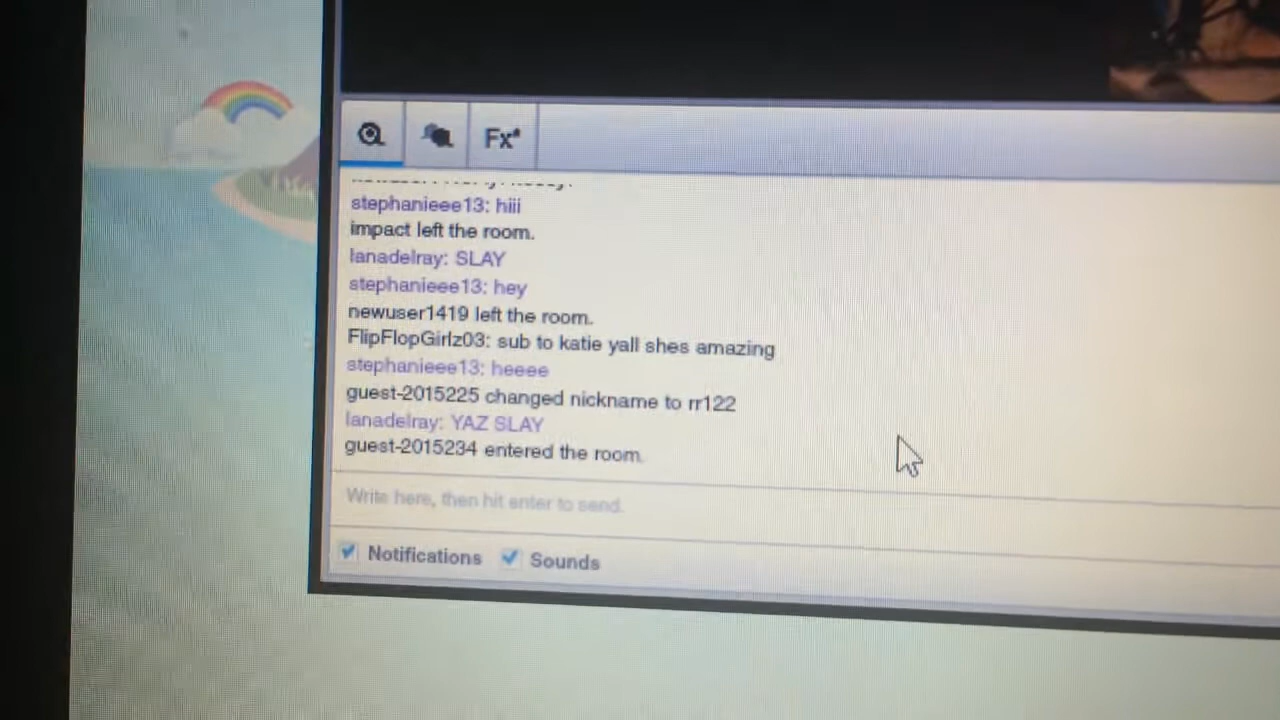 Fx*
stephanieee13: hiii
impact left the room.
lanadelray: SLAY
stephanieee13: hey
newuser1419 left the room.
FlipFlopGirlz03: sub to katie yall shes amazing
stephanieee13: heeee
guest-2015225 changed nickname to rr122
lanadelray: YAZ SLAY
guest-2015234 entered the room.
Write here, then hit enter to send.
Notifications Sounds